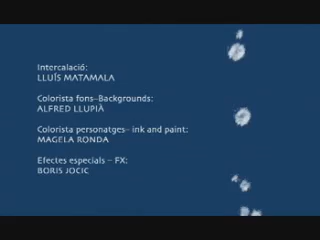 Intercalació:
LLUÍS MATAMALA
Colorista fons-Backgrounds:
ALFRED LLUPIÀ
Colorista personatges- ink and paint:
MAGELA RONDA
Efectes especials - FX:
BORIS JOCIC